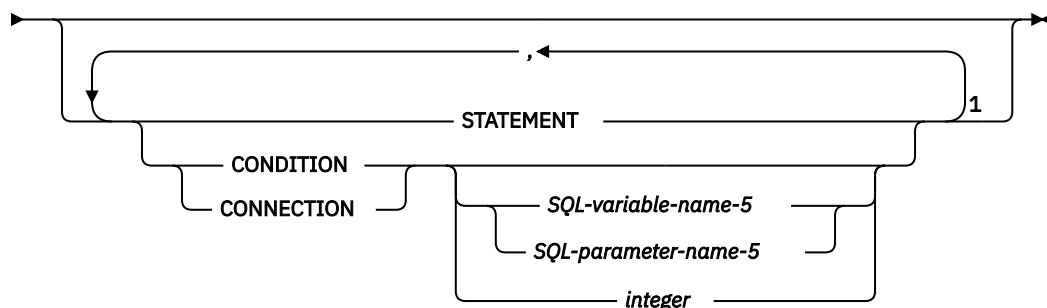 ,
1
STATEMENT
CONDITION
CONNECTION
SQL-variable-name-5
SQL-parameter-name-5
integer